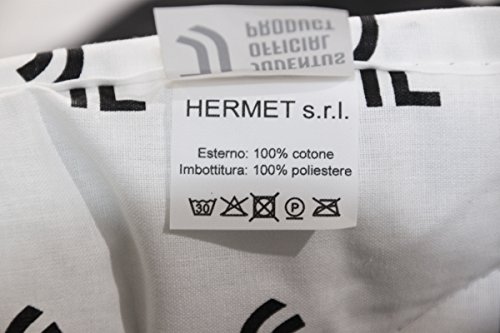 JUVENTUS
OFFICIAL
PRODUCT
HERMET s.r.l.
Esterno: 100% cotone
Imbottitura: 100% poliestere
30
P